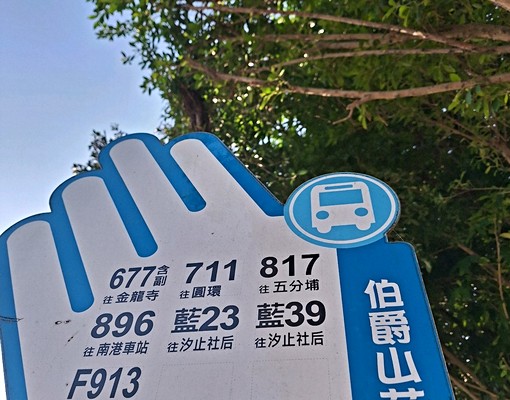 677含副 711 817
往金龍寺 往圓環 往五分埔
896 藍23 藍39
往南港車站 往汐止社后 往汐止社后
F913
伯爵山